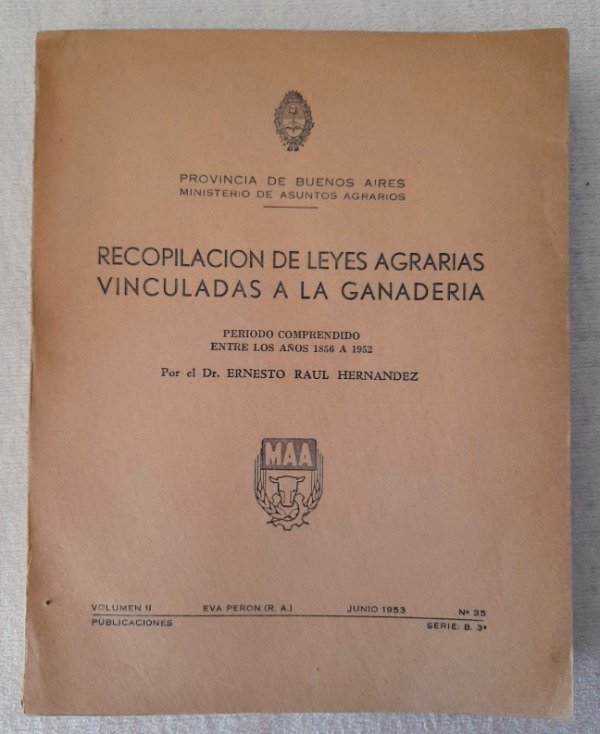 PROVINCIA DE BUENOS AIRES
MINISTERIO DE ASUNTOS AGRARIOS
RECOPILACION DE LEYES AGRARIAS
VINCULADAS A LA GANADERIA
PERIODO COMPRENDIDO
ENTRE LOS AÑOS 1856 A 1952
Por el Dr. ERNESTO RAUL HERNANDEZ
MAA
VOLUMEN II EVA PERON (R. A.) JUNIO 1953 Nº 35
PUBLICACIONES SERIE: B. 3ª